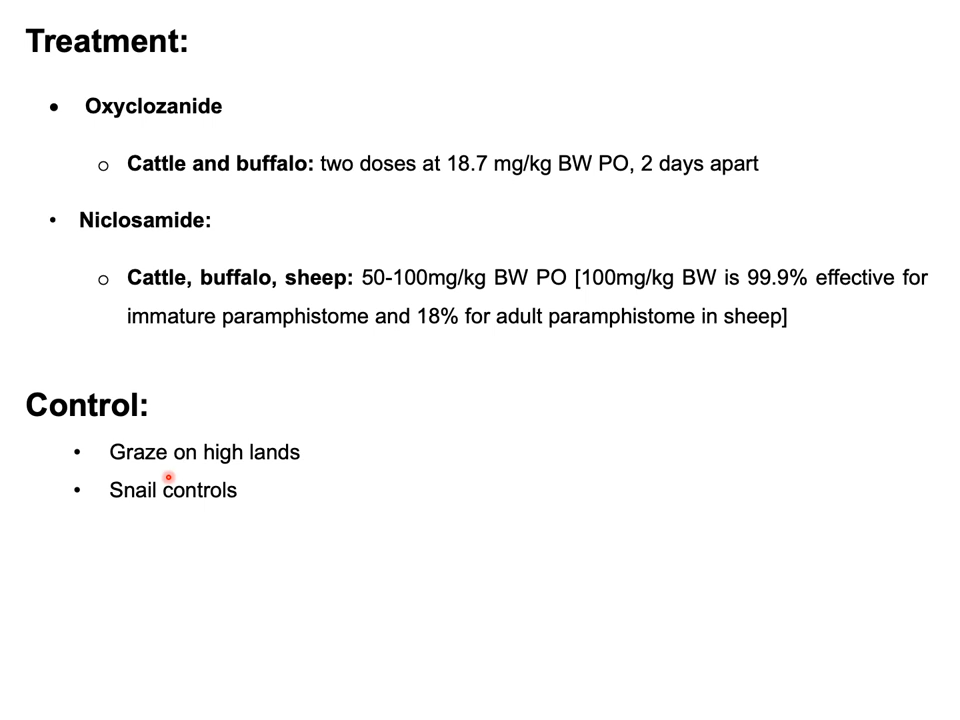 Treatment:
• Oxyclozanide
o Cattle and buffalo: two doses at 18.7 mg/kg BW PO, 2 days apart
• Niclosamide:
o Cattle, buffalo, sheep: 50-100mg/kg BW PO [100mg/kg BW is 99.9% effective for
immature paramphistome and 18% for adult paramphistome in sheep]
Control:
• Graze on high lands
• Snail controls